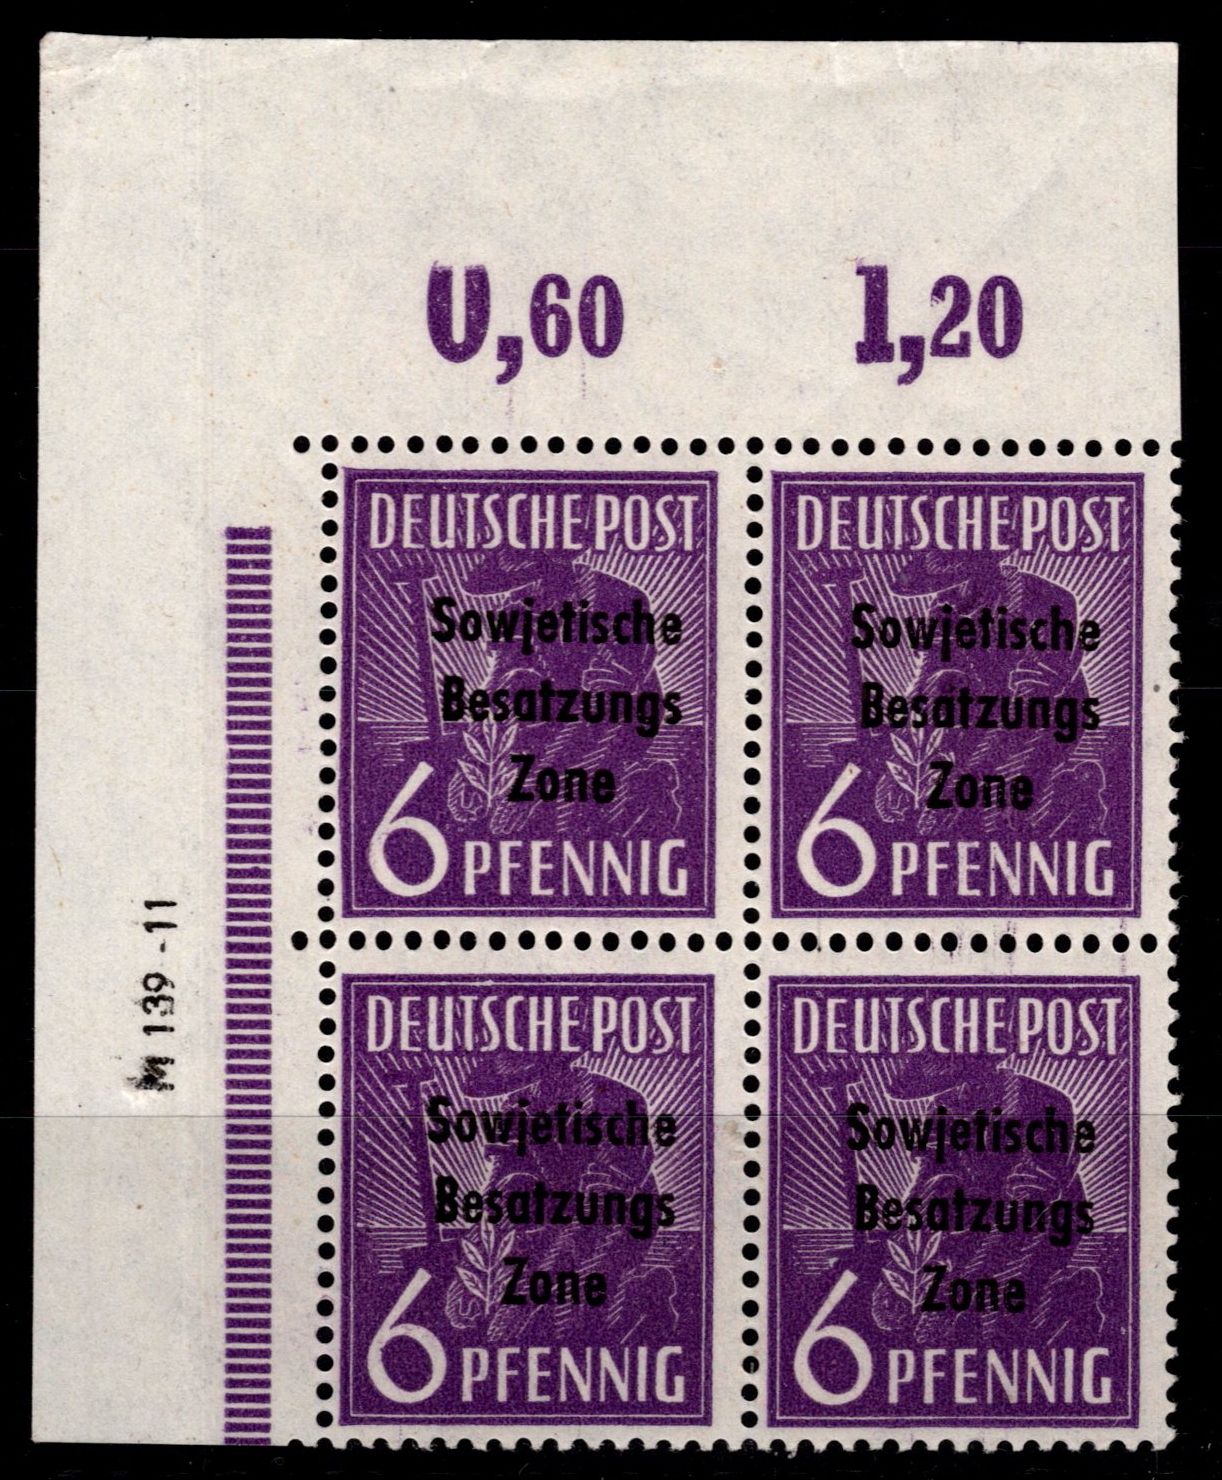 0,60 1,20
DEUTSCHE POST
Sowjetische
Besatzungs
Zone
6 PFENNIG
DEUTSCHE POST
Sowjetische
Besatzungs
Zone
6 PFENNIG
M 139-11
DEUTSCHE POST
Sowjetische
Besatzungs
Zone
6 PFENNIG
DEUTSCHE POST
Sowjetische
Besatzungs
Zone
6 PFENNIG